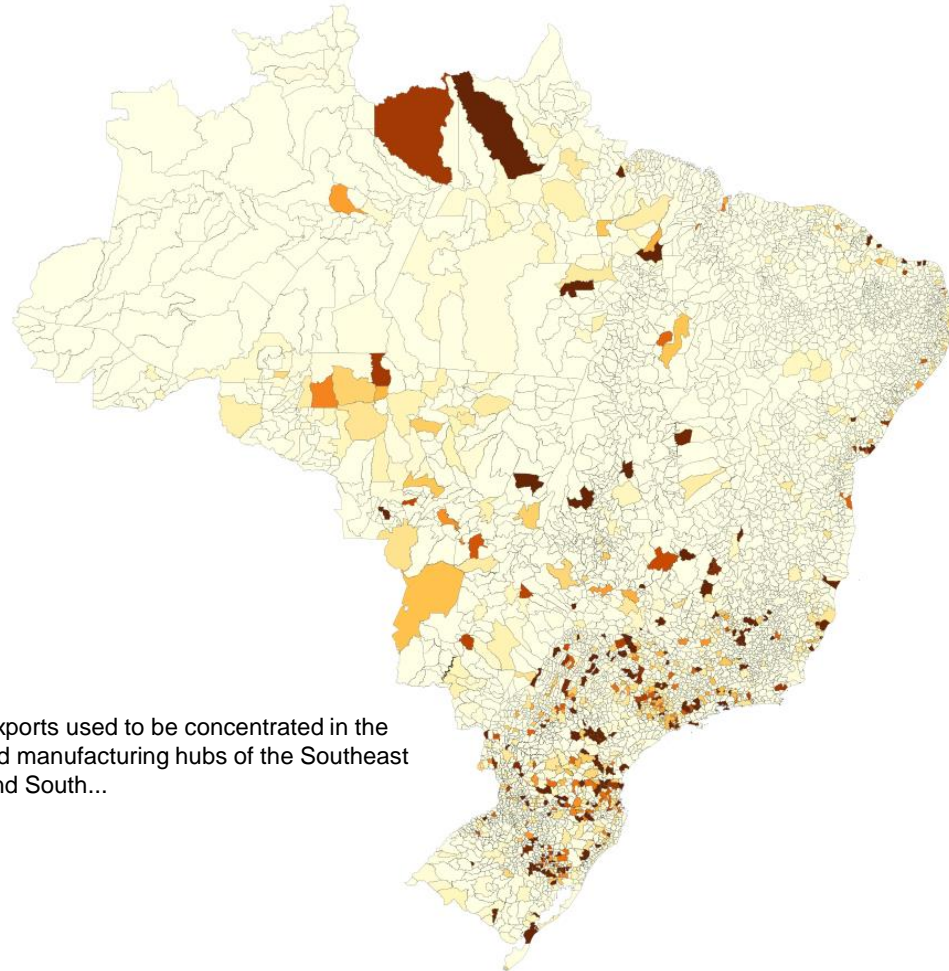 xports used to be concentrated in the
d manufacturing hubs of the Southeast
nd South...